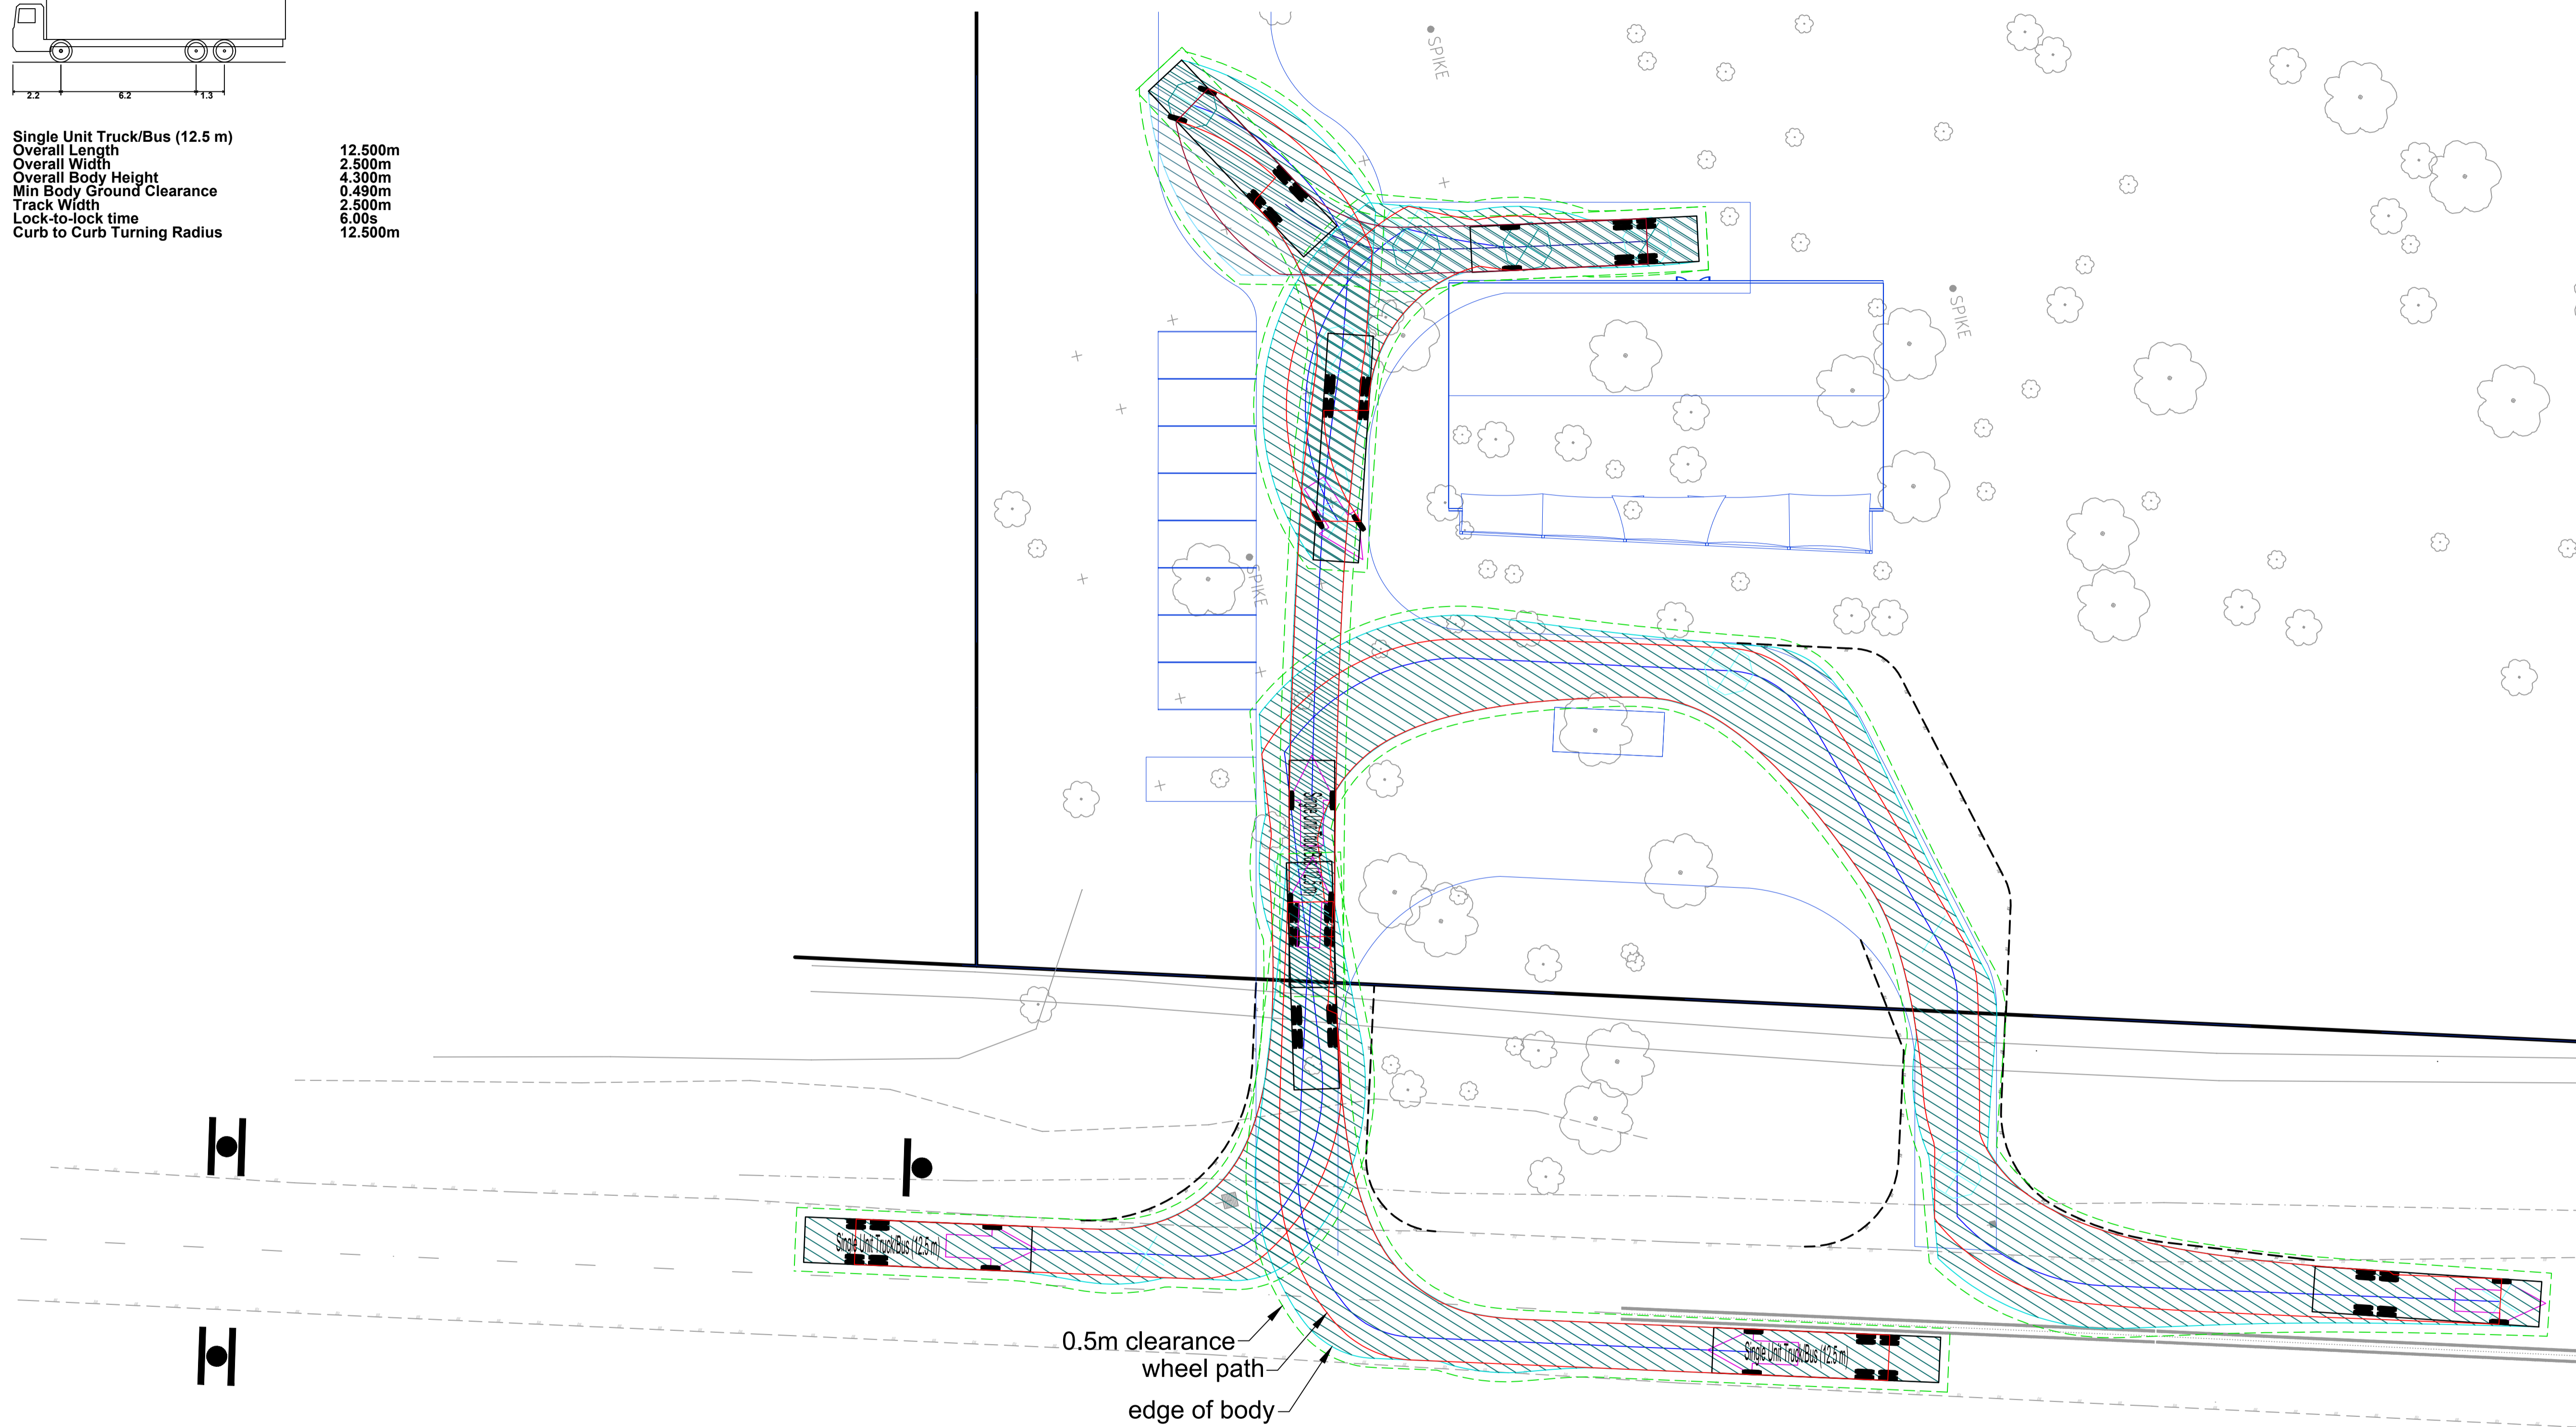 2.2 6.2 1.3
Single Unit Truck/Bus (12.5 m)
Overall Length 12.500m
Overall Width 2.500m
Overall Body Height 4.300m
Min Body Ground Clearance 0.490m
Track Width 2.500m
Lock-to-lock time 6.00s
Curb to Curb Turning Radius 12.500m
SPIKE
SPIKE
SPIKE
Single Unit Truck/Bus (12.5 m)
Single Unit Truck/Bus (12.5 m)
0.5m clearance
wheel path
edge of body